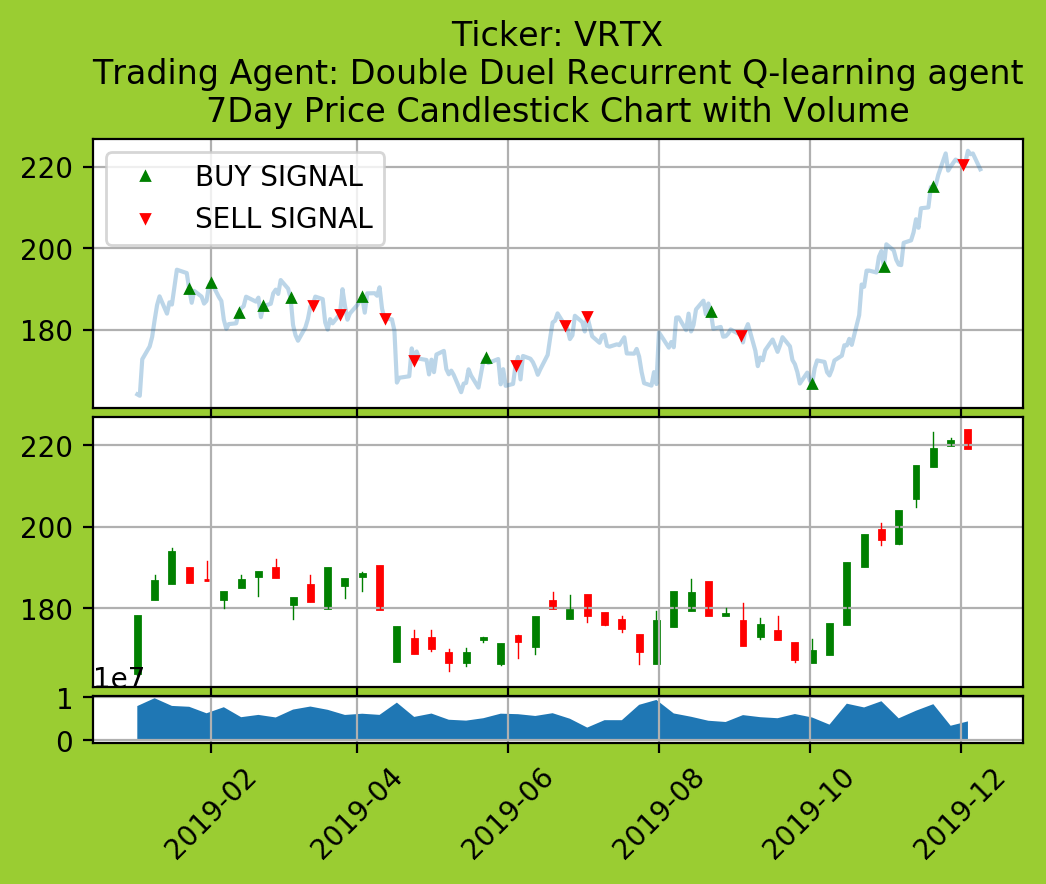 Ticker: VRTX
Trading Agent: Double Duel Recurrent Q-learning agent
7Day Price Candlestick Chart with Volume
BUY SIGNAL
SELL SIGNAL
220
200
180
220
200
180
1e7
1
0
2019-02
2019-04
2019-06
2019-08
2019-10
2019-12